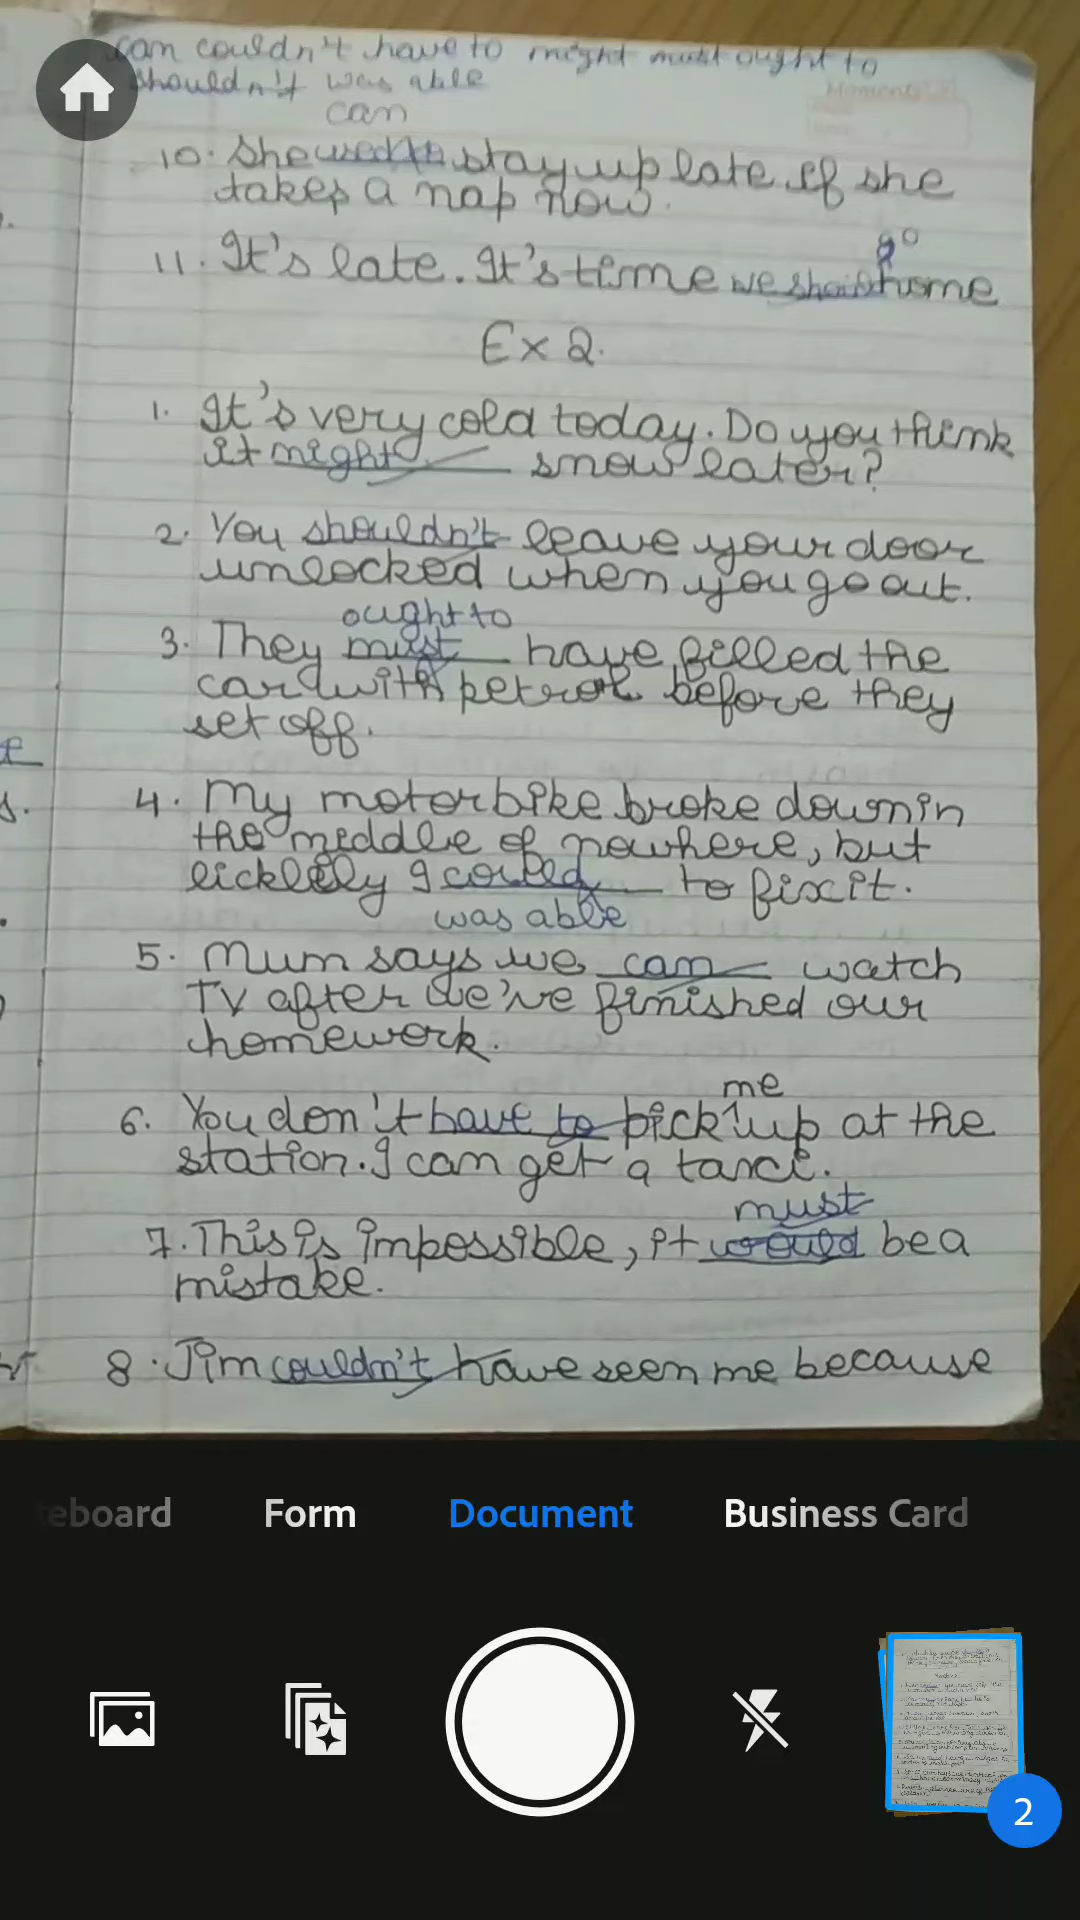 can couldn't have to might must ought to
shouldn't was able
Moments
can
10. She used to stay up late if she
takes a nap now.
go
11. It's late. It's time we should home
Ex 2.
1. It's very cold today. Do you think
it might snow later?
2. You shouldn't leave your door
unlocked when you go out.
ought to
3. They must have filled the
car with petrol before they
set off.
4. My motorbike broke down in
the middle of nowhere, but
lickly I could to fix it.
was able
5. Mum says we can watch
TV after we've finished our
homework.
me
6. You don't have to pick up at the
station. I can get a taxi.
must
7. This is impossible, it would be a
mistake.
8. Jim couldn't have seen me because
eboard Form Document Business Card
2